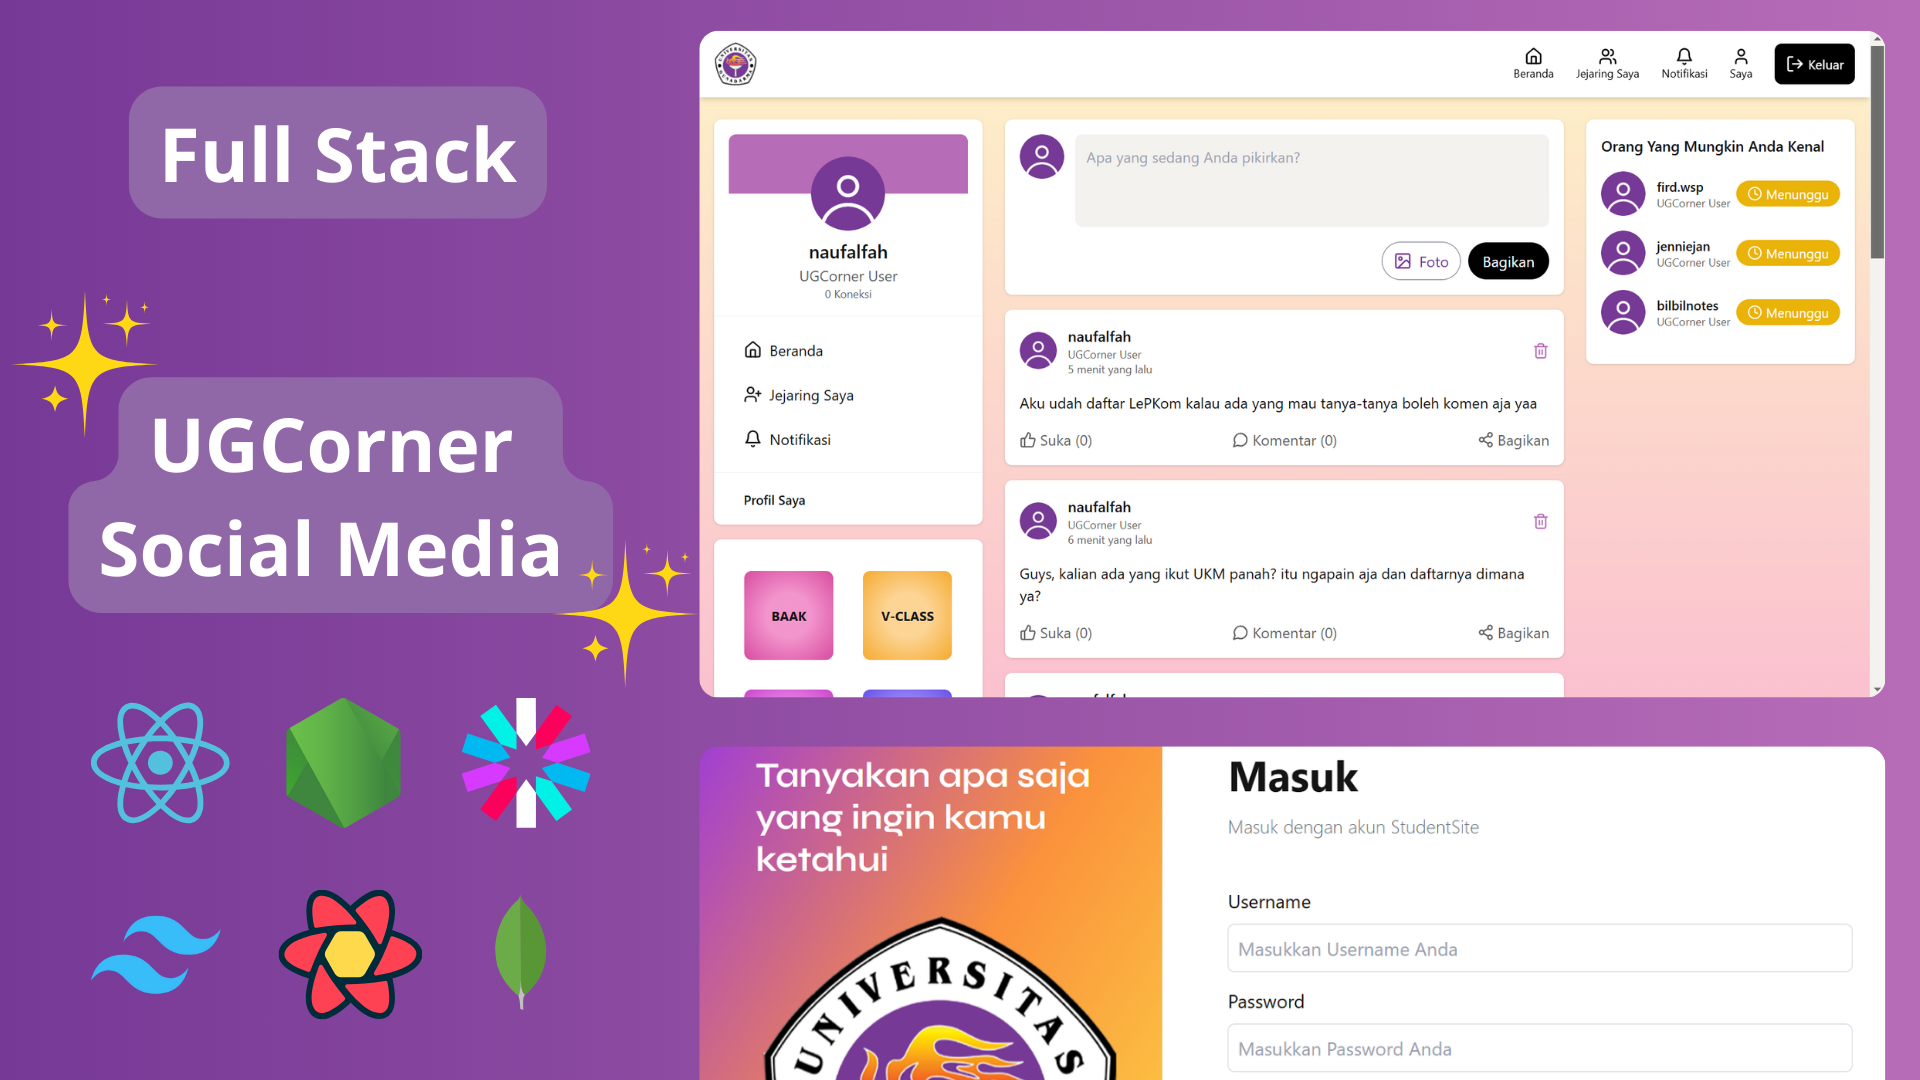 Full Stack
UGCorner
Social Media
Beranda
Jejaring Saya
Notifikasi
Saya
Keluar
naufalfah
UGCorner User
0 Koneksi
Beranda
Jejaring Saya
Notifikasi
Profil Saya
BAAK
V-CLASS
Apa yang sedang Anda pikirkan?
Foto
Bagikan
naufalfah
UGCorner User
5 menit yang lalu
Aku udah daftar LePKom kalau ada yang mau tanya-tanya boleh komen aja yaa
Suka (0)
Komentar (0)
Bagikan
naufalfah
UGCorner User
6 menit yang lalu
Guys, kalian ada yang ikut UKM panah? itu ngapain aja dan daftarnya dimana
ya?
Suka (0)
Komentar (0)
Bagikan
Orang Yang Mungkin Anda Kenal
fird.wsp
UGCorner User
Menunggu
jenniejan
UGCorner User
Menunggu
bilbilnotes
UGCorner User
Menunggu
Tanyakan apa saja
yang ingin kamu
ketahui
UNIVERSITAS
Masuk
Masuk dengan akun StudentSite
Username
Masukkan Username Anda
Password
Masukkan Password Anda